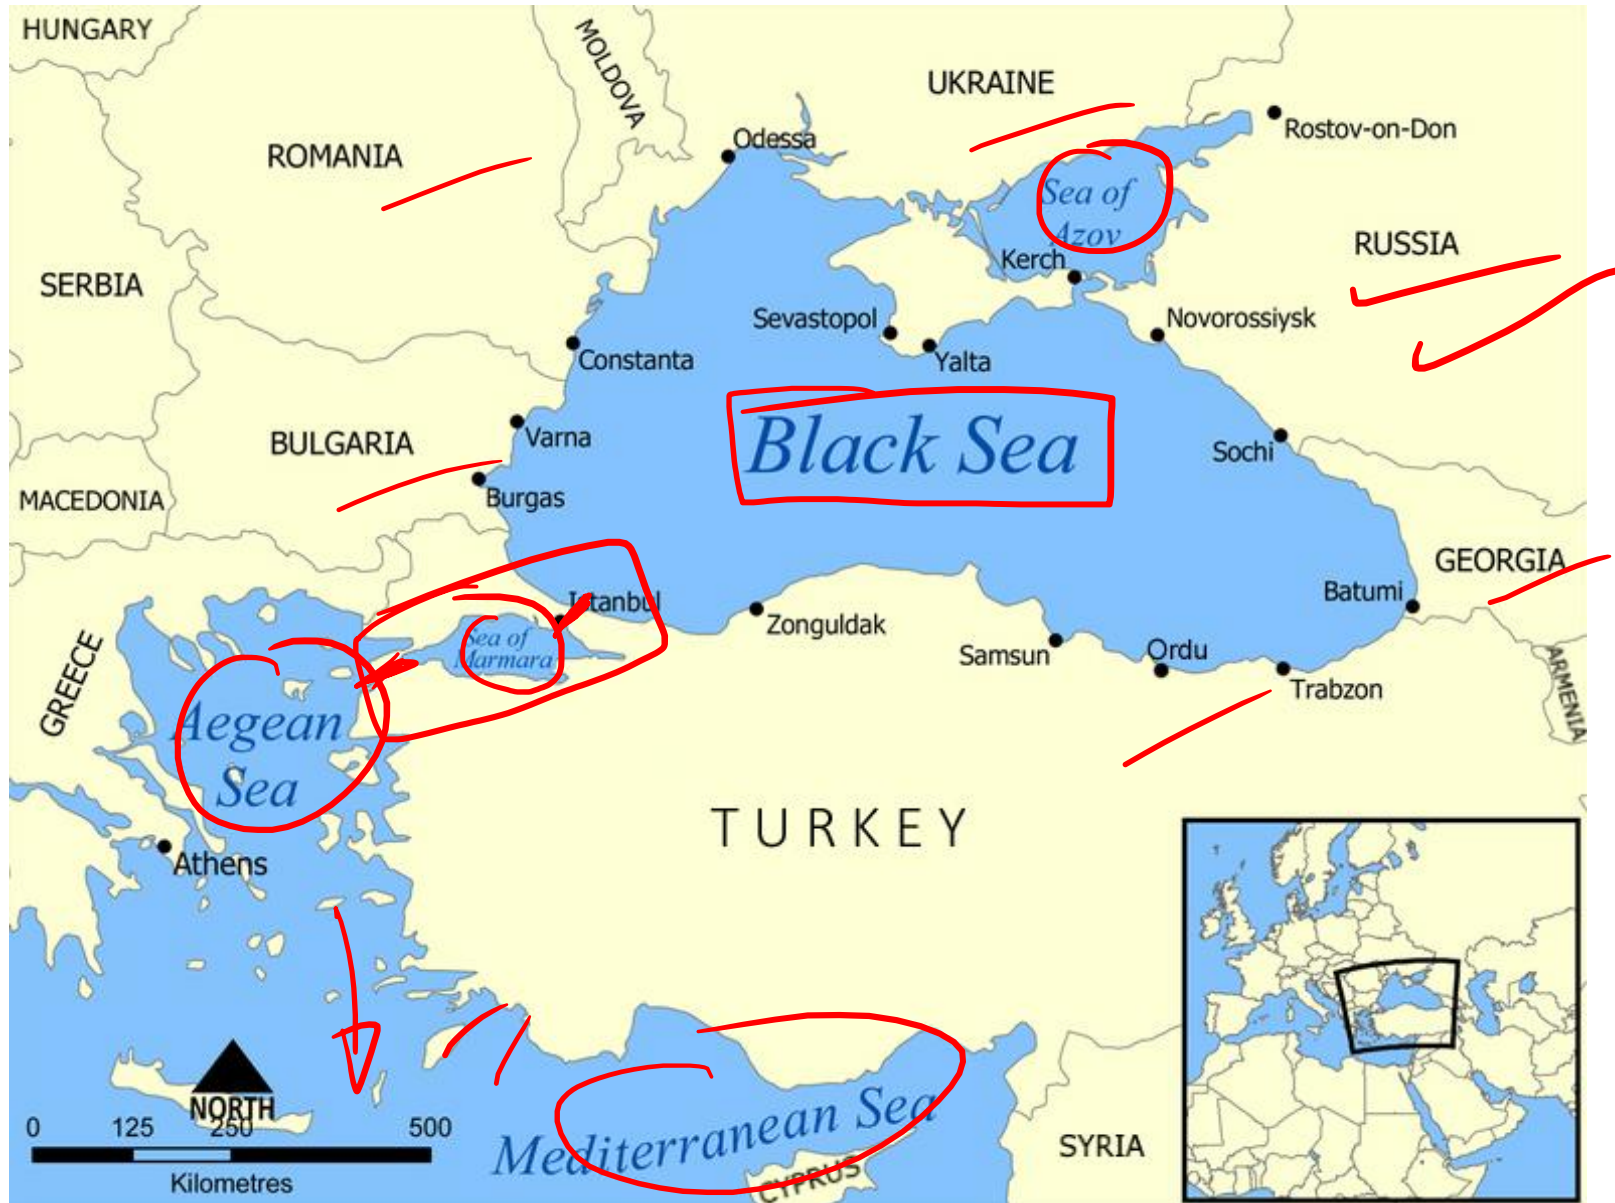 HUNGARY
MOLDOVA
UKRAINE
Rostov-on-Don
Odessa
ROMANIA
Sea of
Azov
RUSSIA
Kerch
SERBIA
Sevastopol
Novorossiysk
Constanta
Yalta
Black Sea
BULGARIA
Varna
Sochi
MACEDONIA
Burgas
GEORGIA
Batumi
Istanbul
Zonguldak
Sea of
Marmara
Samsun
Ordu
Trabzon
ARMENIA
GREECE
Aegean
Sea
TURKEY
Athens
NORTH
0 125 250 500
Kilometres
Mediterranean Sea
CYPRUS
SYRIA